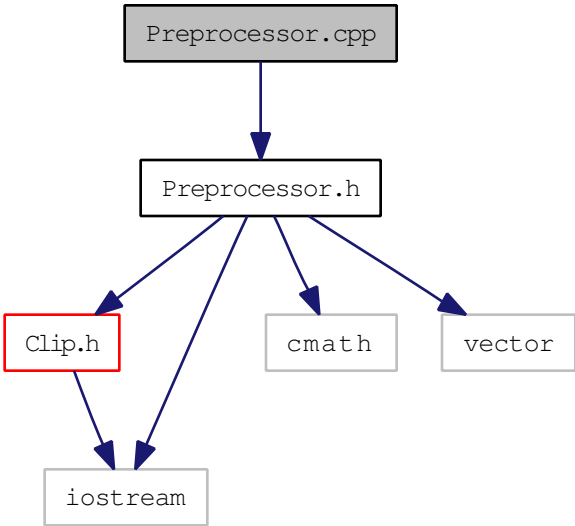 Preprocessor.cpp
Preprocessor.h
Clip.h
cmath
vector
iostream